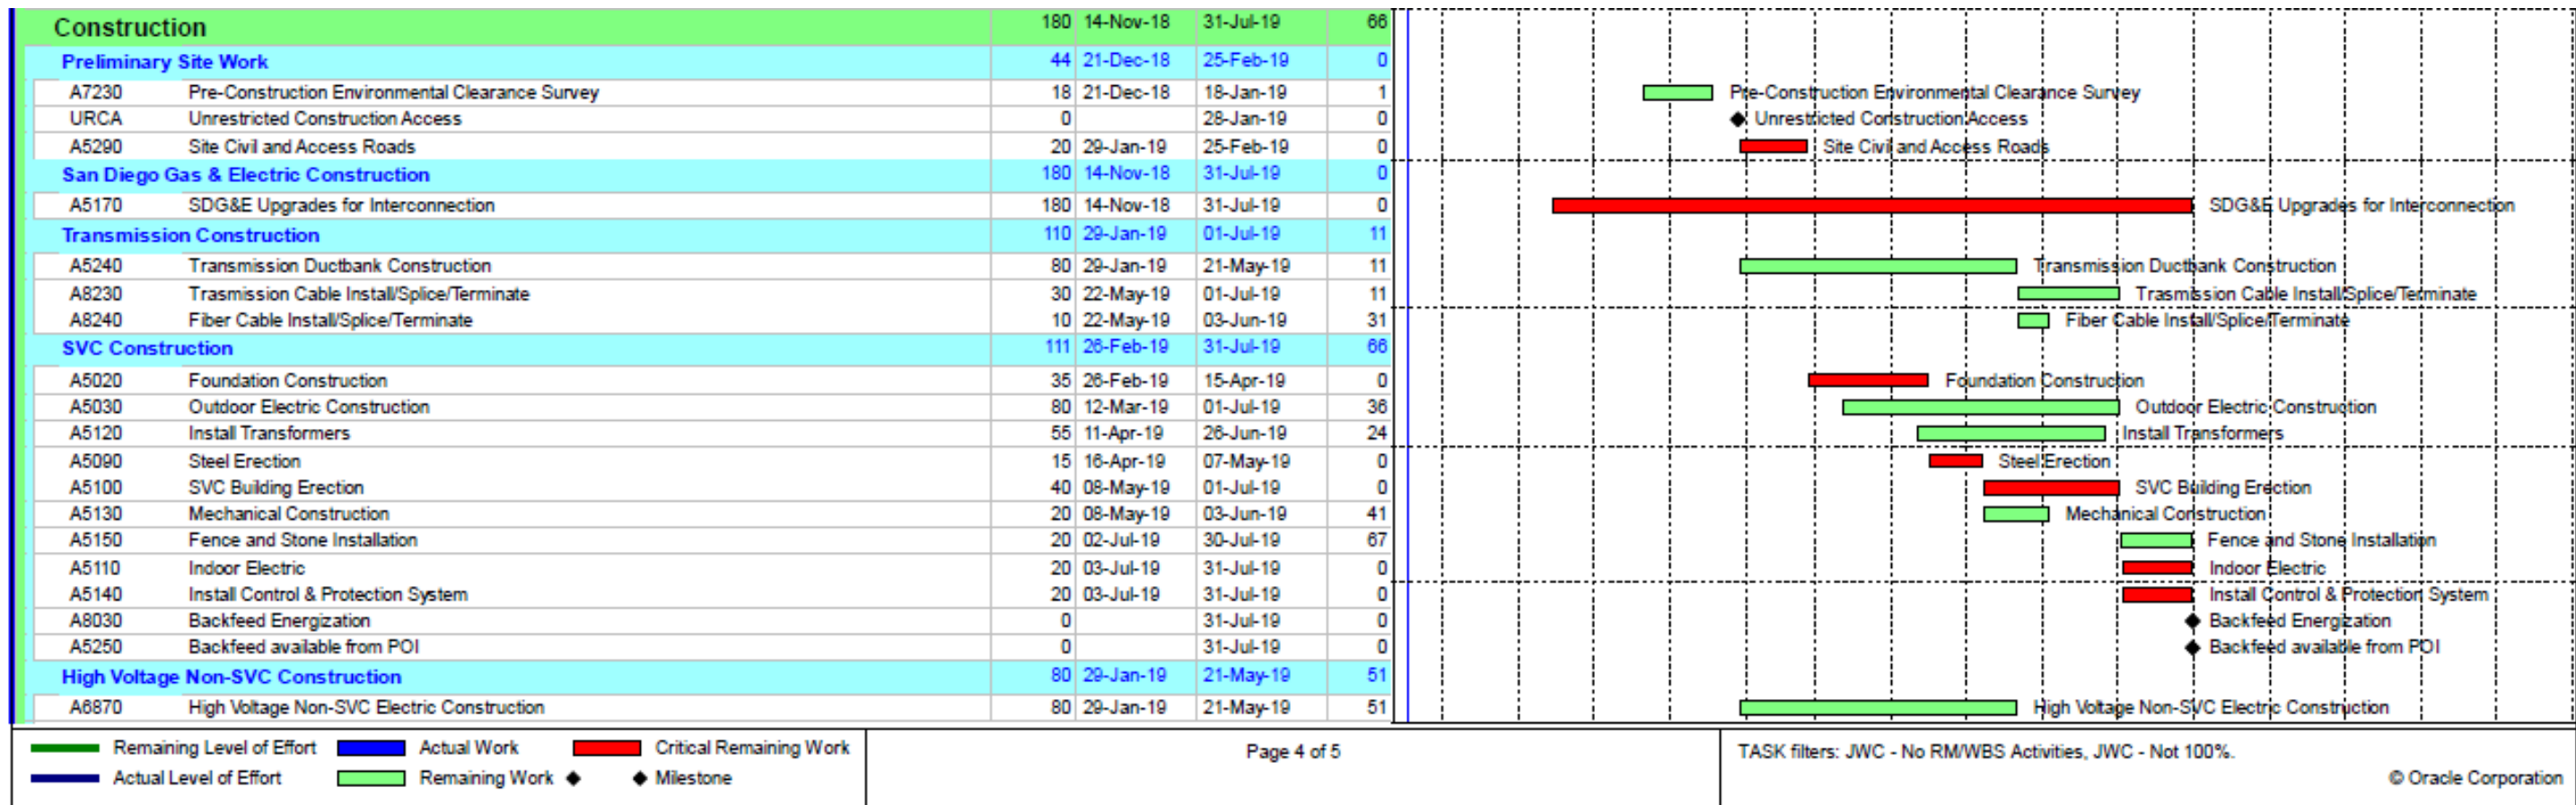 Construction 180 14-Nov-18 31-Jul-19 66
Preliminary Site Work 44 21-Dec-18 25-Feb-19 0
A7230 Pre-Construction Environmental Clearance Survey 18 21-Dec-18 18-Jan-19 1 Pre-Construction Environmental Clearance Survey
URCA Unrestricted Construction Access 0 28-Jan-19 0 Unrestricted Construction Access
A5290 Site Civil and Access Roads 20 29-Jan-19 25-Feb-19 0 Site Civil and Access Roads
San Diego Gas & Electric Construction 180 14-Nov-18 31-Jul-19 0
A5170 SDG&E Upgrades for Interconnection 180 14-Nov-18 31-Jul-19 0 SDG&E Upgrades for Interconnection
Transmission Construction 110 29-Jan-19 01-Jul-19 11
A5240 Transmission Ductbank Construction 80 29-Jan-19 21-May-19 11 Transmission Ductbank Construction
A8230 Trasmission Cable Install/Splice/Terminate 30 22-May-19 01-Jul-19 11 Trasmission Cable Install/Splice/Terminate
A8240 Fiber Cable Install/Splice/Terminate 10 22-May-19 03-Jun-19 31 Fiber Cable Install/Splice/Terminate
SVC Construction 111 26-Feb-19 31-Jul-19 66
A5020 Foundation Construction 35 26-Feb-19 15-Apr-19 0 Foundation Construction
A5030 Outdoor Electric Construction 80 12-Mar-19 01-Jul-19 36 Outdoor Electric Construction
A5120 Install Transformers 55 11-Apr-19 26-Jun-19 24 Install Transformers
A5090 Steel Erection 15 16-Apr-19 07-May-19 0 Steel Erection
A5100 SVC Building Erection 40 08-May-19 01-Jul-19 0 SVC Building Erection
A5130 Mechanical Construction 20 08-May-19 03-Jun-19 41 Mechanical Construction
A5150 Fence and Stone Installation 20 02-Jul-19 30-Jul-19 67 Fence and Stone Installation
A5110 Indoor Electric 20 03-Jul-19 31-Jul-19 0 Indoor Electric
A5140 Install Control & Protection System 20 03-Jul-19 31-Jul-19 0 Install Control & Protection System
A8030 Backfeed Energization 0 31-Jul-19 0 Backfeed Energization
A5250 Backfeed available from POI 0 31-Jul-19 0 Backfeed available from POI
High Voltage Non-SVC Construction 80 29-Jan-19 21-May-19 51
A6870 High Voltage Non-SVC Electric Construction 80 29-Jan-19 21-May-19 51 High Voltage Non-SVC Electric Construction
Remaining Level of Effort Actual Work Critical Remaining Work
Actual Level of Effort Remaining Work Milestone
Page 4 of 5
TASK filters: JWC - No RM/WBS Activities, JWC - Not 100%.
© Oracle Corporation